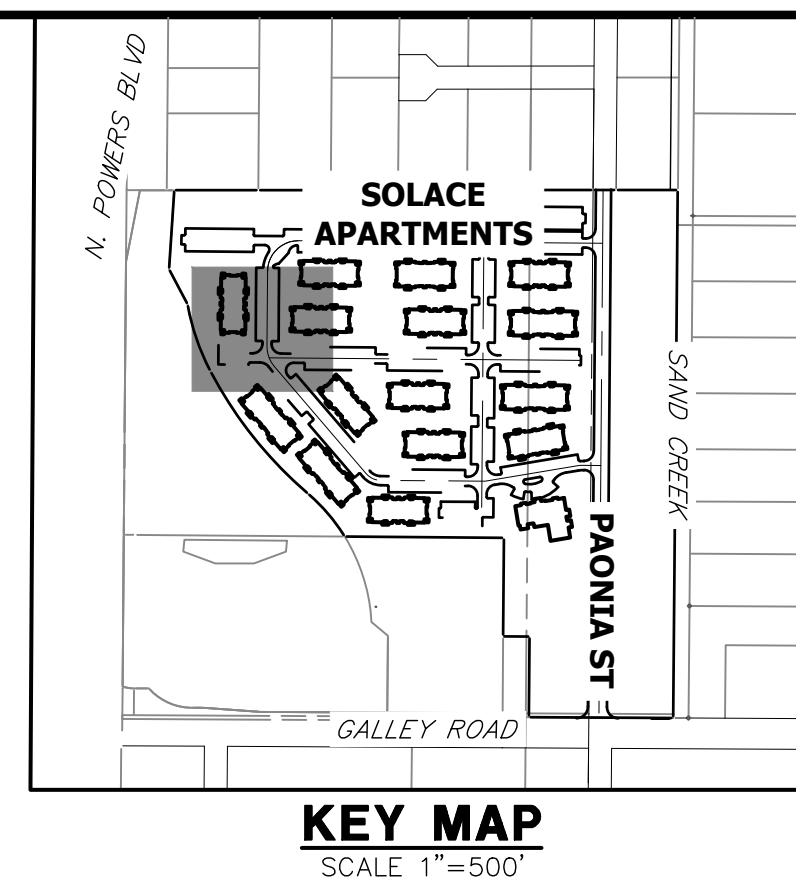 N. POWERS BLVD
SOLACE
APARTMENTS
SAND CREEK
PAONIA ST
GALLEY ROAD
KEY MAP
SCALE 1"=500'